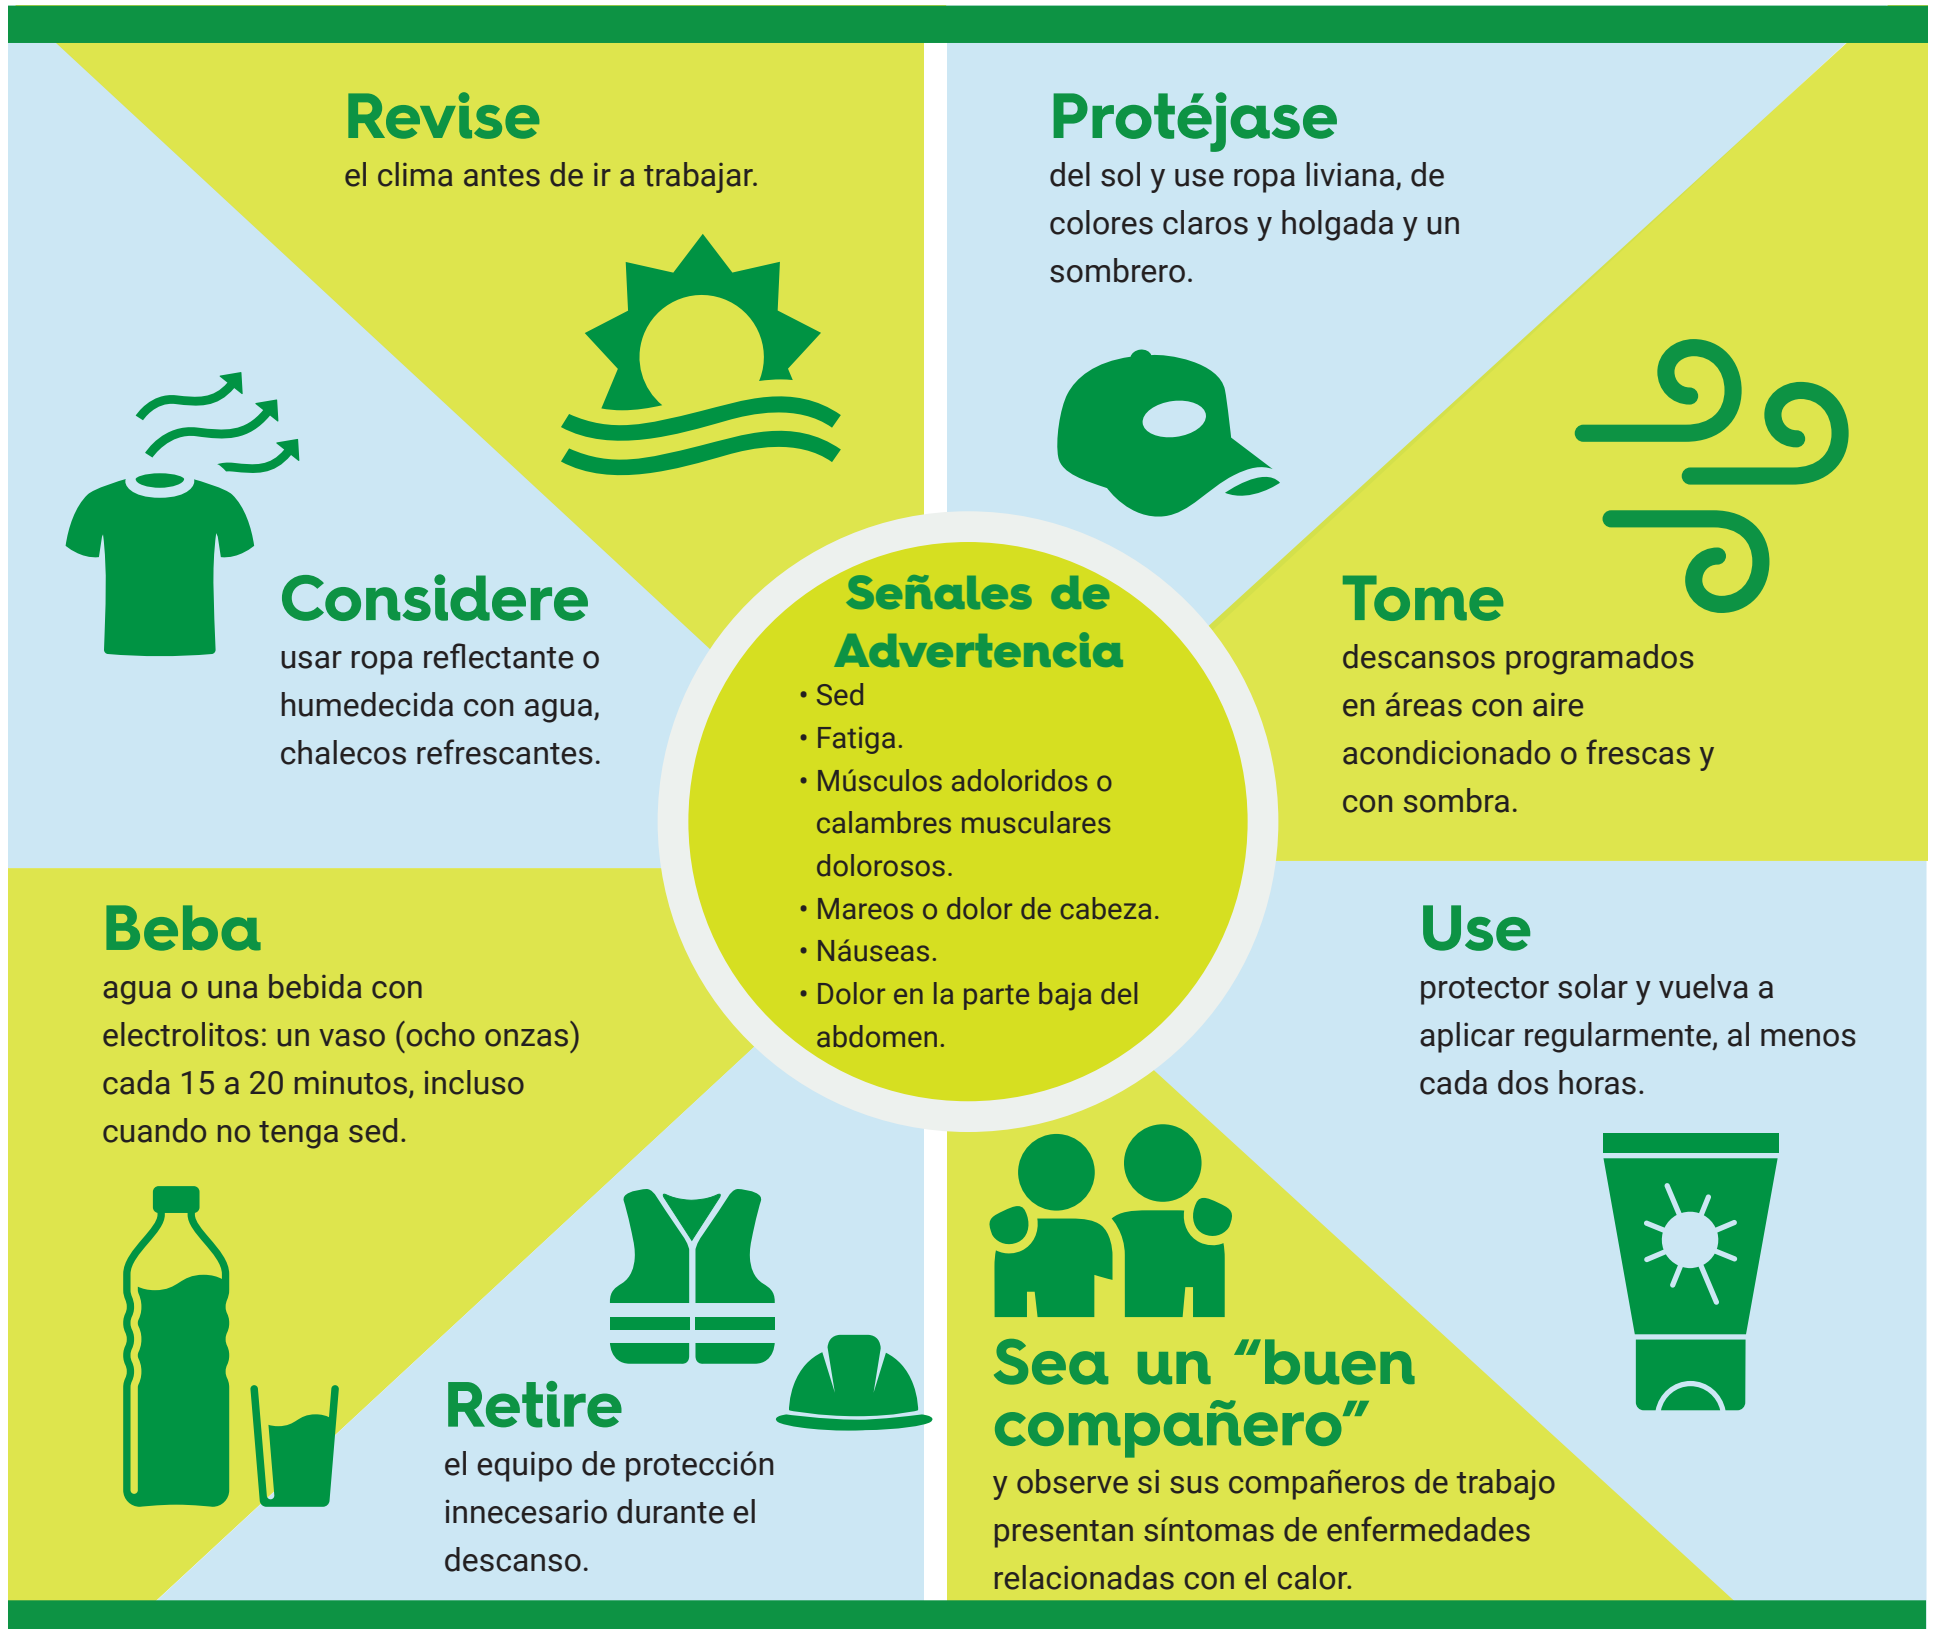 Revise
el clima antes de ir a trabajar.
Protéjase
del sol y use ropa liviana, de
colores claros y holgada y un
sombrero.
Considere
usar ropa reflectante o
humedecida con agua,
chalecos refrescantes.
Señales de
Advertencia
• Sed
• Fatiga.
• Músculos adoloridos o
calambres musculares
dolorosos.
• Mareos o dolor de cabeza.
• Náuseas.
• Dolor en la parte baja del
abdomen.
Tome
descansos programados
en áreas con aire
acondicionado o frescas y
con sombra.
Beba
agua o una bebida con
electrolitos: un vaso (ocho onzas)
cada 15 a 20 minutos, incluso
cuando no tenga sed.
Use
protector solar y vuelva a
aplicar regularmente, al menos
cada dos horas.
Retire
el equipo de protección
innecesario durante el
descanso.
Sea un "buen
compañero"
y observe si sus compañeros de trabajo
presentan síntomas de enfermedades
relacionadas con el calor.